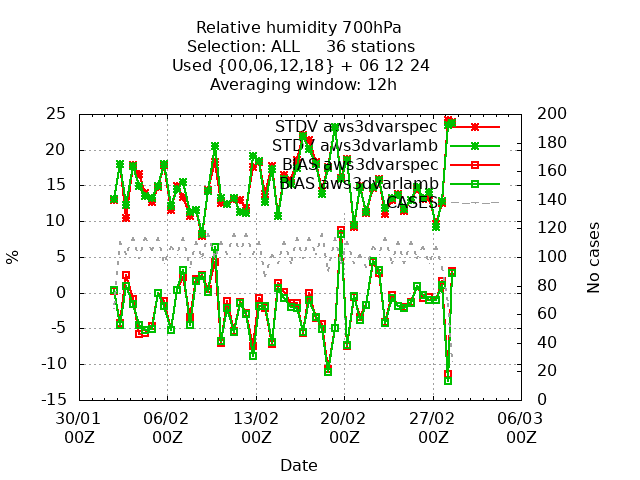 Relative humidity 700hPa
Selection: ALL     36 stations
Used {00,06,12,18} + 06 12 24
Averaging window: 12h
25 200
STDV aws3dvarspec
180
20 STDV aws3dvarlamb
BIAS aws3dvarspec
160
15 BIAS aws3dvarlamb
CASES 140
10 120
5 100
0 80
-5 60
40
-10 20
-15 0
%
No cases
30/01 06/02 13/02 20/02 27/02 06/03
00Z 00Z 00Z 00Z 00Z 00Z
Date